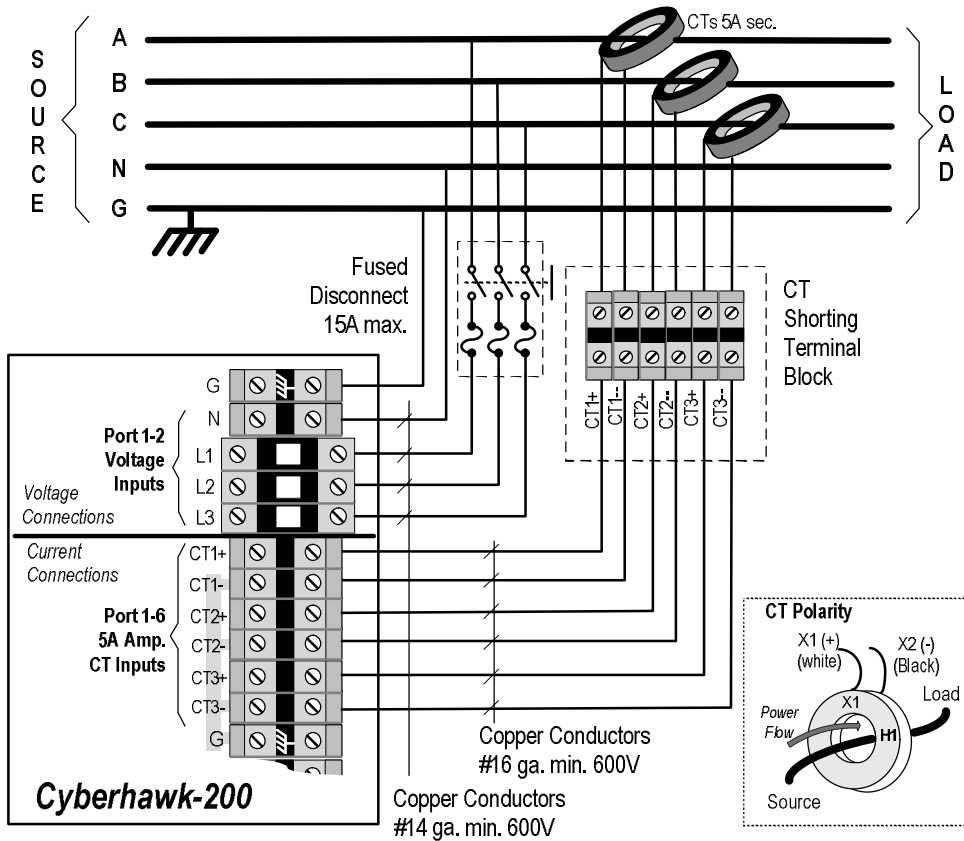 CTs 5A sec.
SOURCE
A
B
C
N
G
LOAD
Fused
Disconnect
15A max.
CT
Shorting
Terminal
Block
CT1+
CT1--
CT2+
CT2--
CT3+
CT3--
G
N
L1
L2
L3
Port 1-2
Voltage
Inputs
Voltage
Connections
Current
Connections
CT1+
CT1-
CT2+
CT2-
CT3+
CT3-
G
Port 1-6
5A Amp.
CT Inputs
Cyberhawk-200
Copper Conductors
#16 ga. min. 600V
Copper Conductors
#14 ga. min. 600V
CT Polarity
X1 (+)
(white)
X2 (-)
(Black)
Load
X1
Power
Flow
H1
Source